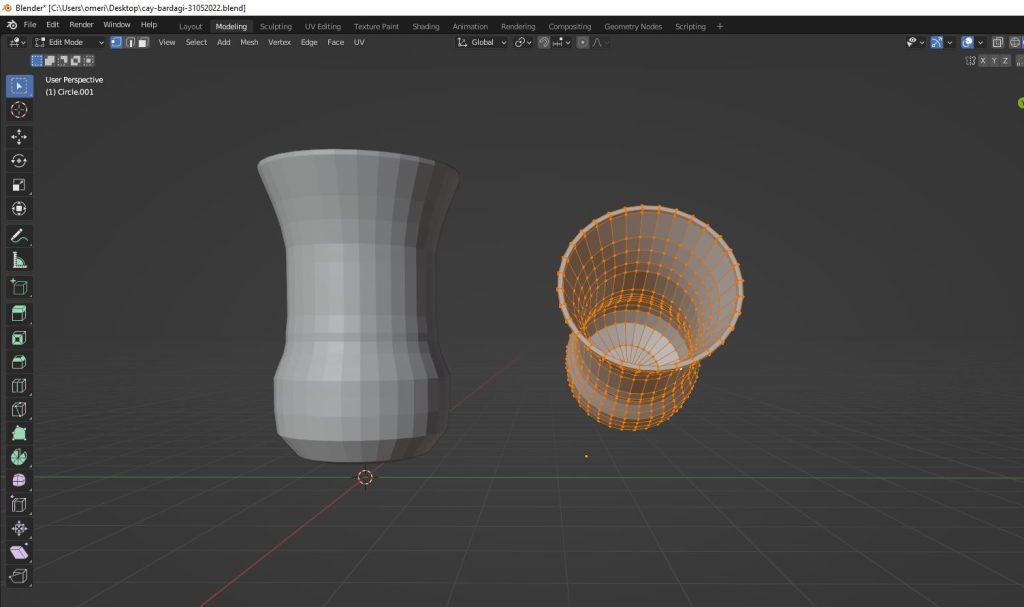 Blender* [C:\Users\omeri\Desktop\cay-bardagi-31052022.blend]
File Edit Render Window Help Layout Modeling Sculpting UV Editing Texture Paint Shading Animation Rendering Compositing Geometry Nodes Scripting +
Edit Mode View Select Add Mesh Vertex Edge Face UV Global
X Y Z
User Perspective
(1) Circle.001